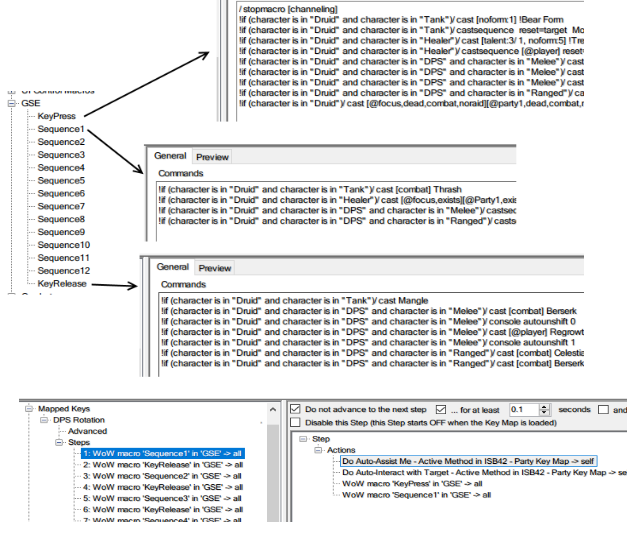 /stopmacro [channeling]
!if (character is in "Druid" and character is in "Tank")/ cast [noform:1] !Bear Form
!if (character is in "Druid" and character is in "Tank")/ castsequence reset=target Mo
!if (character is in "Druid" and character is in "Healer")/ cast [talent:3/ 1, noform:5] !Tre
!if (character is in "Druid" and character is in "Healer")/ castsequence [@player] reset
!if (character is in "Druid" and character is in "DPS" and character is in "Melee")/ cast
!if (character is in "Druid" and character is in "DPS" and character is in "Melee")/ cast
!if (character is in "Druid" and character is in "DPS" and character is in "Melee")/ cast
!if (character is in "Druid" and character is in "DPS" and character is in "Ranged")/ ca
!if (character is in "Druid")/ cast [@focus,dead,combat,noraid][@party1,dead,combat,r
GSE
KeyPress
Sequence1
Sequence2
Sequence3
Sequence4
Sequence5
Sequence6
Sequence7
Sequence8
Sequence9
Sequence10
Sequence11
Sequence12
KeyRelease
General Preview
Commands
!if (character is in "Druid" and character is in "Tank")/ cast [combat] Thrash
!if (character is in "Druid" and character is in "Healer")/ cast [@focus,exists][@Party1,exis
!if (character is in "Druid" and character is in "DPS" and character is in "Melee")/ castsec
!if (character is in "Druid" and character is in "DPS" and character is in "Ranged")/ casts
General Preview
Commands
!if (character is in "Druid" and character is in "Tank")/ cast Mangle
!if (character is in "Druid" and character is in "DPS" and character is in "Melee")/ cast [combat] Berserk
!if (character is in "Druid" and character is in "DPS" and character is in "Melee")/ console autounshift 0
!if (character is in "Druid" and character is in "DPS" and character is in "Melee")/ cast [@player] Regrowt
!if (character is in "Druid" and character is in "DPS" and character is in "Melee")/ console autounshift 1
!if (character is in "Druid" and character is in "DPS" and character is in "Ranged")/ cast [combat] Celestia
!if (character is in "Druid" and character is in "DPS" and character is in "Ranged")/ cast [combat] Berserk
Mapped Keys
DPS Rotation
Advanced
Steps
1: WoW macro 'Sequence1' in 'GSE' -> all
2: WoW macro 'KeyRelease' in 'GSE' -> all
3: WoW macro 'Sequence2' in 'GSE' -> all
4: WoW macro 'KeyRelease' in 'GSE' -> all
5: WoW macro 'Sequence3' in 'GSE' -> all
6: WoW macro 'KeyRelease' in 'GSE' -> all
7: WoW macro 'Sequence4' in 'GSE' -> all
Do not advance to the next step ... for at least 0.1 seconds and
Disable this Step (this Step starts OFF when the Key Map is loaded)
Step
Actions
Do Auto-Assist Me - Active Method in ISB42 - Party Key Map -> self
Do Auto-Interact with Target - Active Method in ISB42 - Party Key Map -> se
WoW macro 'KeyPress' in 'GSE' -> all
WoW macro 'Sequence1' in 'GSE' -> all